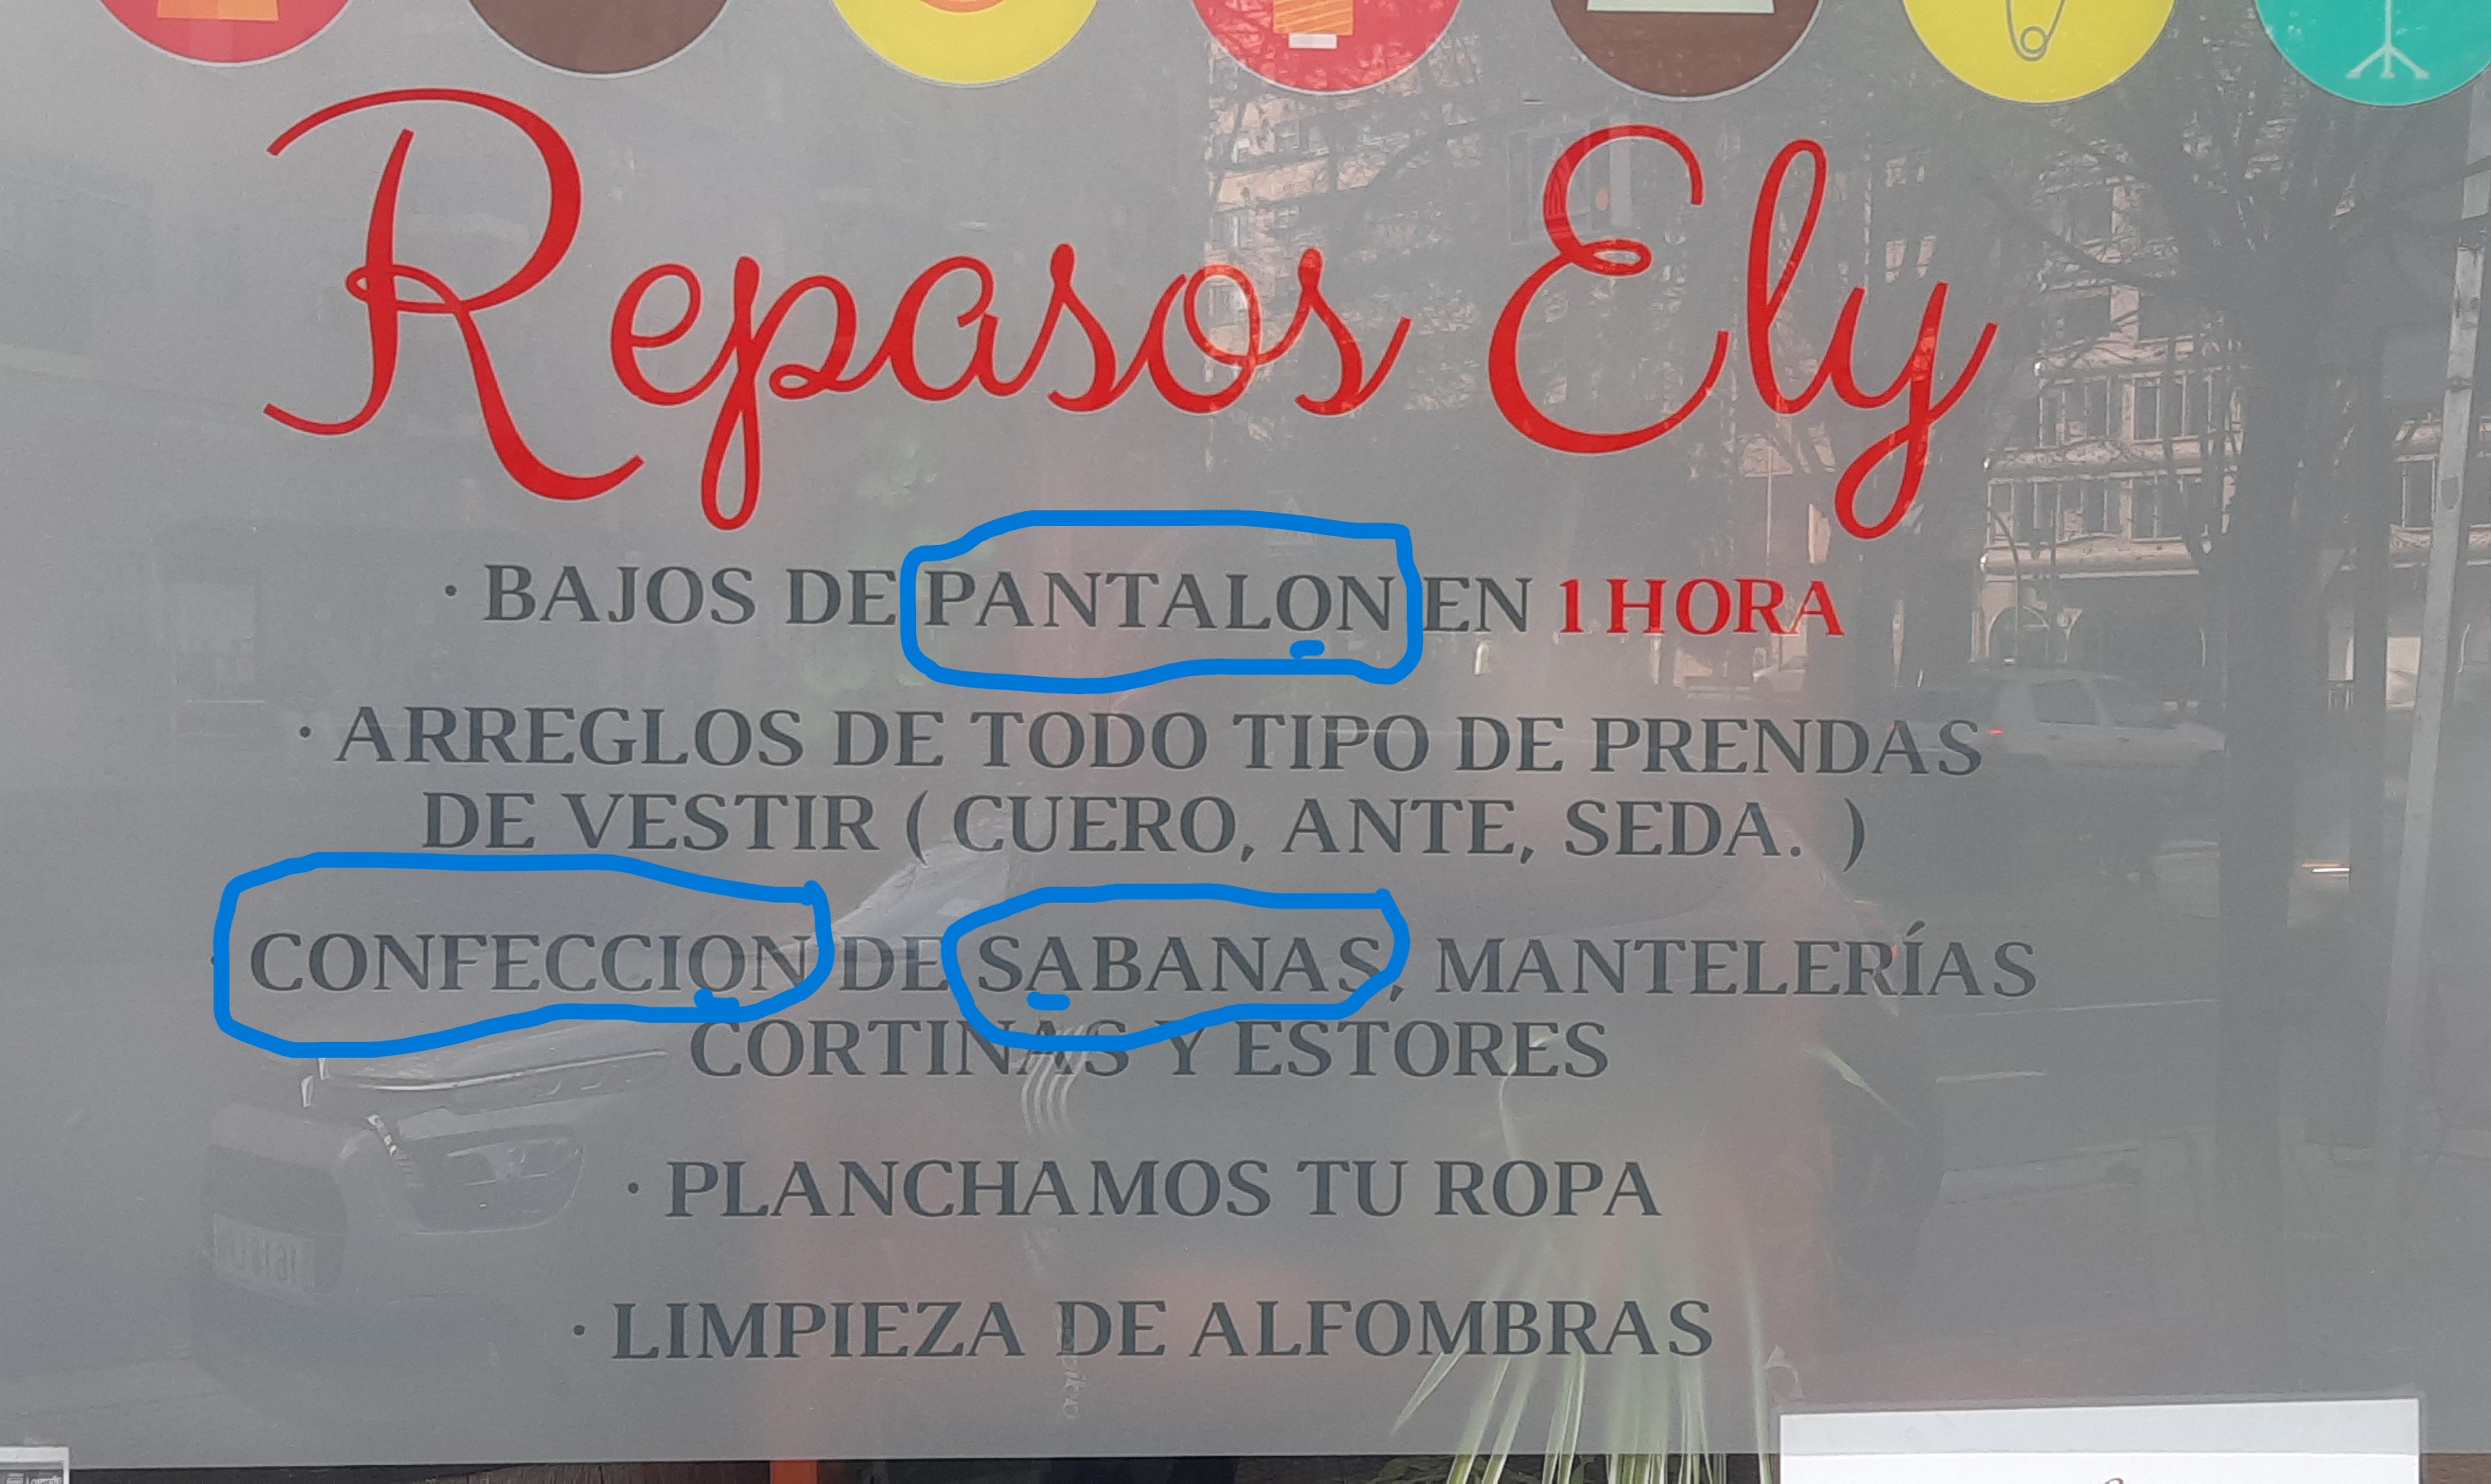 Repasos Ely
· BAJOS DE PANTALON EN 1 HORA
· ARREGLOS DE TODO TIPO DE PRENDAS
DE VESTIR ( CUERO, ANTE, SEDA. )
· CONFECCION DE SABANAS, MANTELERÍAS
CORTINAS Y ESTORES
· PLANCHAMOS TU ROPA
· LIMPIEZA DE ALFOMBRAS